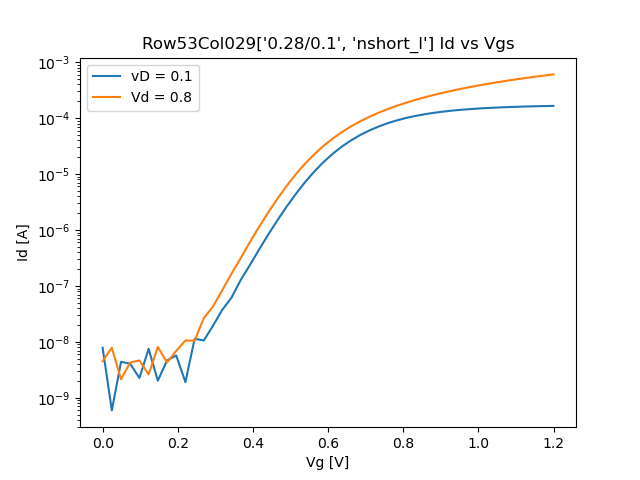 Row53Col029['0.28/0.1', 'nshort_l'] Id vs Vgs
vD = 0.1
Vd = 0.8
10⁻³
10⁻⁴
10⁻⁵
10⁻⁶
10⁻⁷
10⁻⁸
10⁻⁹
Id [A]
0.0 0.2 0.4 0.6 0.8 1.0 1.2
Vg [V]